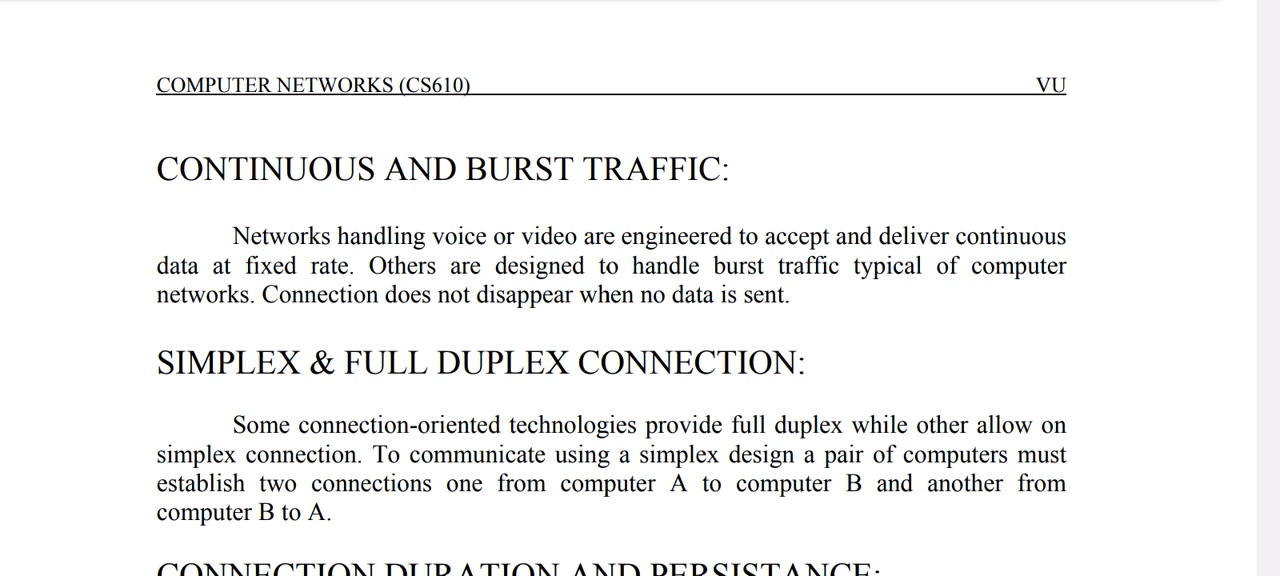 COMPUTER NETWORKS (CS610) VU
CONTINUOUS AND BURST TRAFFIC:
Networks handling voice or video are engineered to accept and deliver continuous
data at fixed rate. Others are designed to handle burst traffic typical of computer
networks. Connection does not disappear when no data is sent.
SIMPLEX & FULL DUPLEX CONNECTION:
Some connection-oriented technologies provide full duplex while other allow on
simplex connection. To communicate using a simplex design a pair of computers must
establish two connections one from computer A to computer B and another from
computer B to A.
CONNECTION DURATION AND PERSISTANCE: